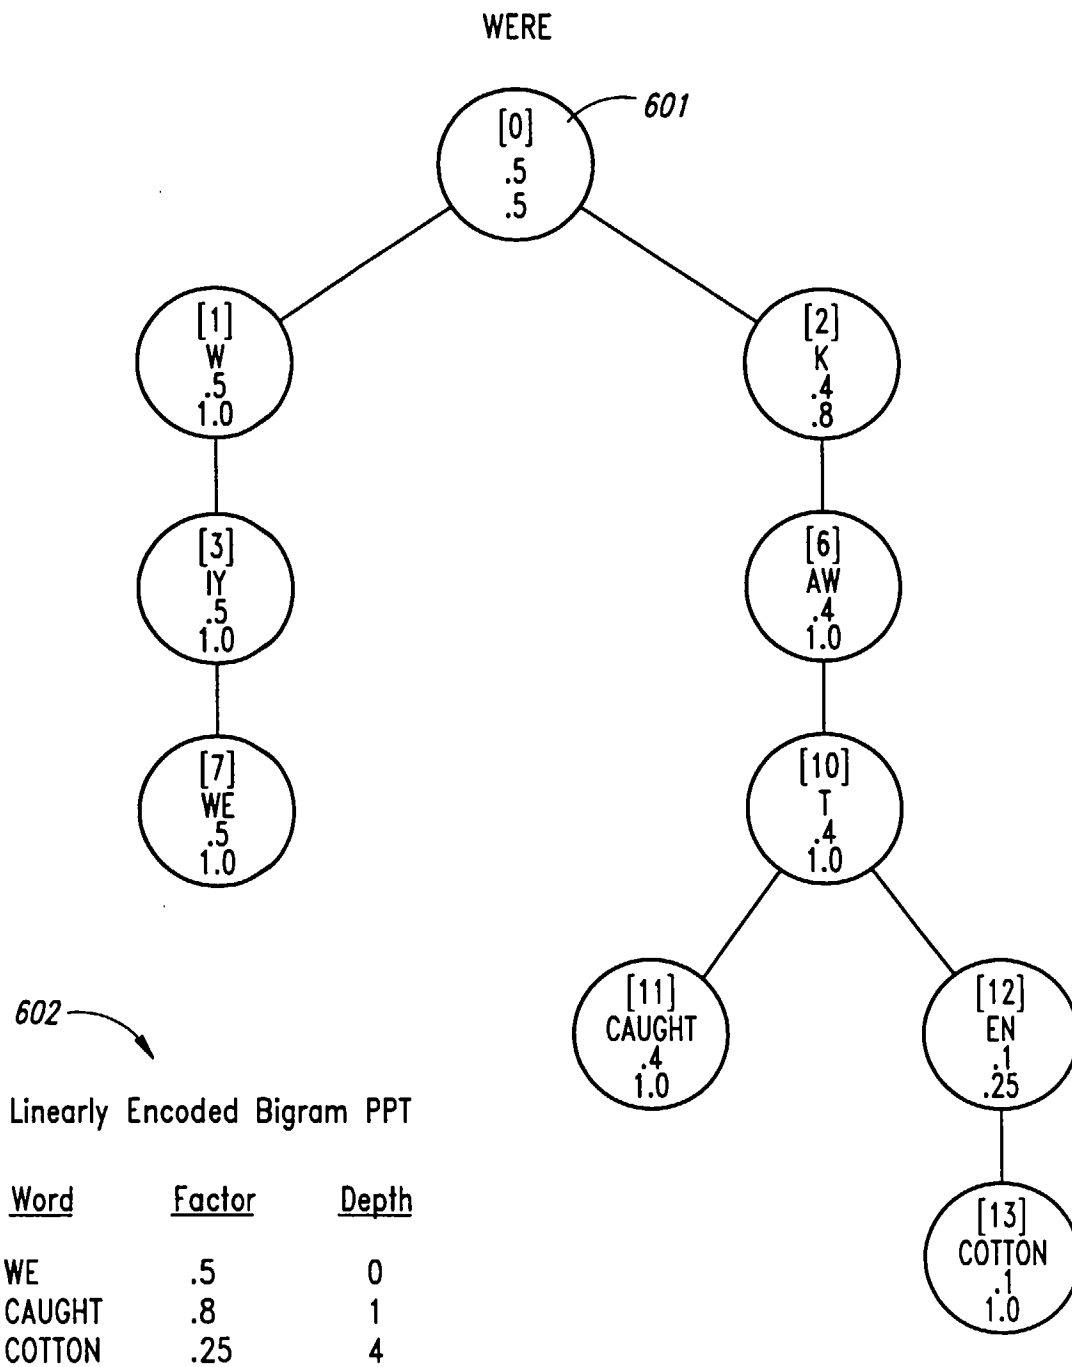 WERE
601
[0]
.5
.5
[1]
W
.5
1.0
[2]
K
.4
.8
[3]
IY
.5
1.0
[6]
AW
.4
1.0
[7]
WE
.5
1.0
[10]
T
.4
1.0
[11]
CAUGHT
.4
1.0
[12]
EN
.1
.25
[13]
COTTON
.1
1.0
602
Linearly Encoded Bigram PPT
Word Factor Depth
WE .5 0
CAUGHT .8 1
COTTON .25 4